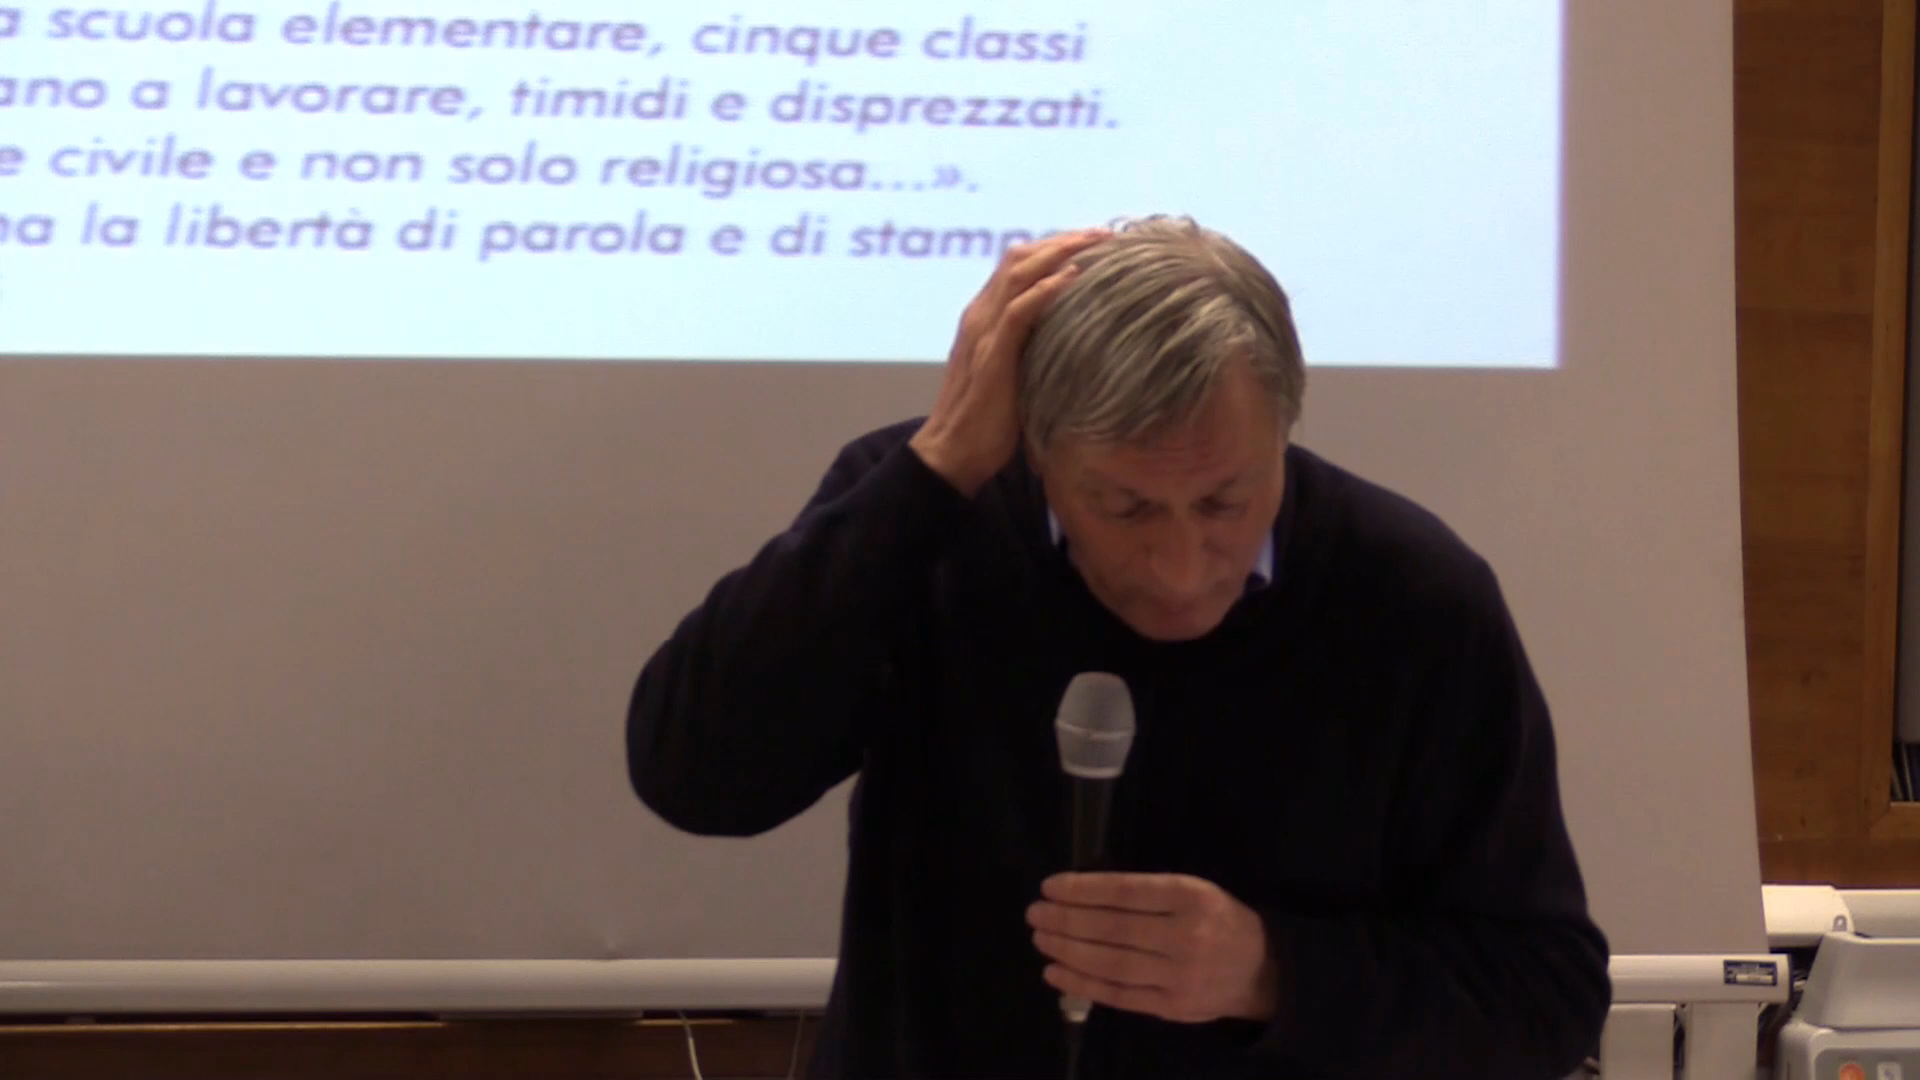 a scuola elementare, cinque classi
ano a lavorare, timidi e disprezzati.
e civile e non solo religiosa...».
na la libertà di parola e di stamp